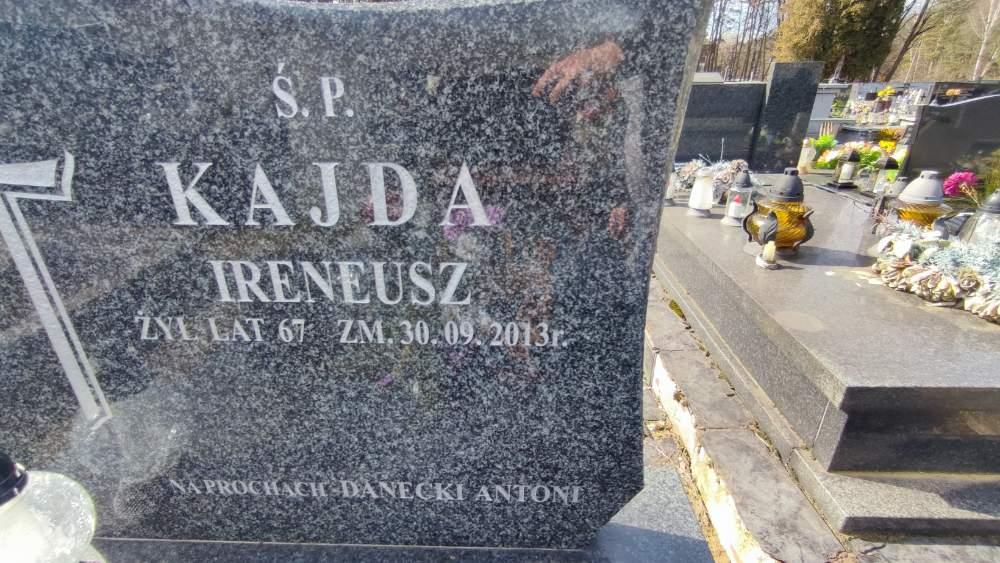 Ś. P.
KAJDA
IRENEUSZ
ŻYŁ LAT 67 ZM. 30.09.2013r.
NA PROCHACH - DANECKI ANTONI